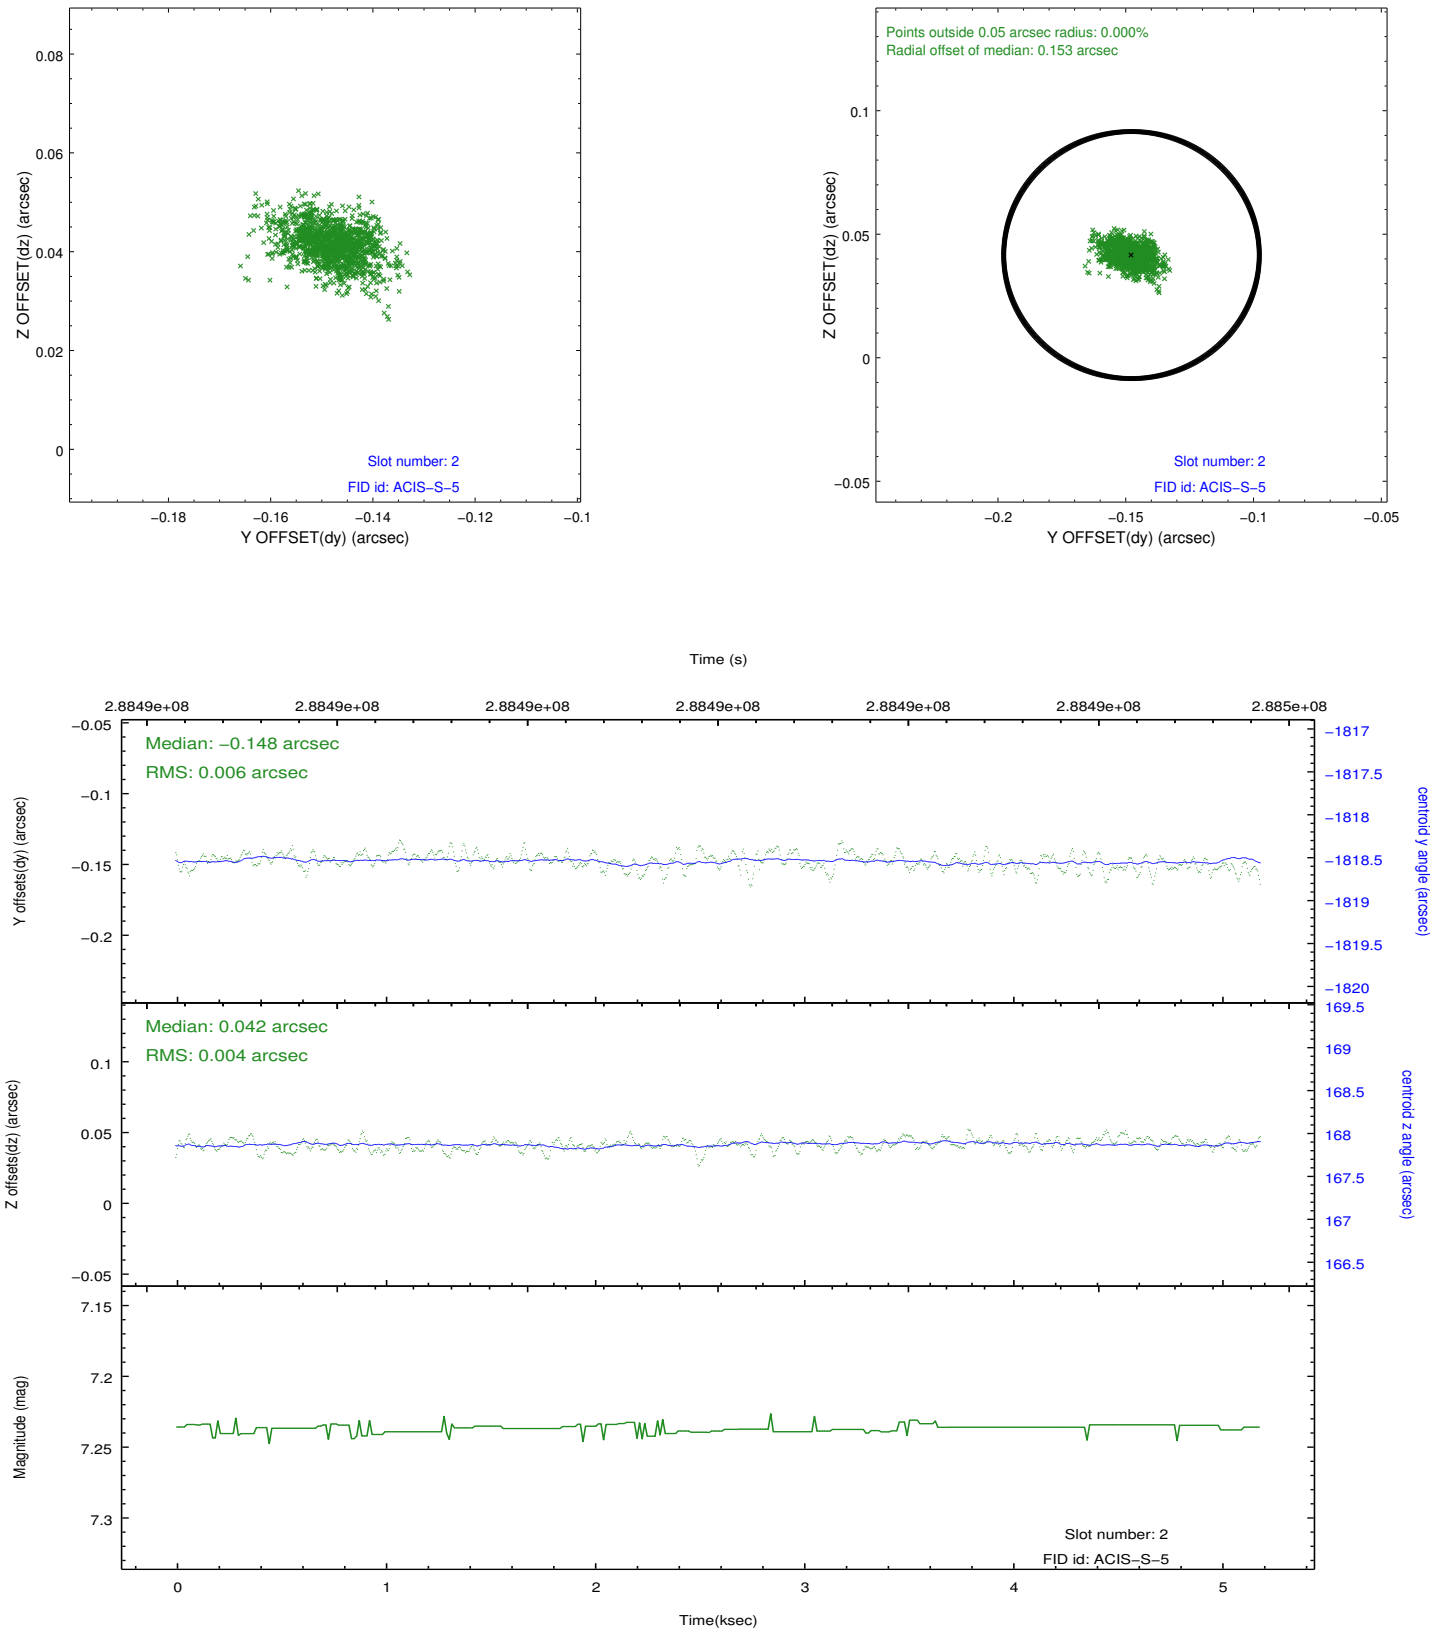 0.08
0.06
0.04
0.02
0
Z OFFSET(dz) (arcsec)
Slot number: 2
FID id: ACIS−S−5
−0.18 −0.16 −0.14 −0.12 −0.1
Y OFFSET(dy) (arcsec)
Points outside 0.05 arcsec radius: 0.000%
Radial offset of median: 0.153 arcsec
0.1
0.05
0
−0.05
Z OFFSET(dz) (arcsec)
Slot number: 2
FID id: ACIS−S−5
−0.2 −0.15 −0.1 −0.05
Y OFFSET(dy) (arcsec)
Time (s)
2.8849e+08 2.8849e+08 2.8849e+08 2.8849e+08 2.8849e+08 2.8849e+08 2.885e+08
Median: −0.148 arcsec
RMS: 0.006 arcsec
−0.05
−0.1
−0.15
−0.2
Y offsets(dy) (arcsec)
−1817
−1817.5
−1818
−1818.5
−1819
−1819.5
−1820
centroid y angle (arcsec)
Median: 0.042 arcsec
RMS: 0.004 arcsec
0.1
0.05
0
−0.05
Z offsets(dz) (arcsec)
169.5
169
168.5
168
167.5
167
166.5
centroid z angle (arcsec)
7.15
7.2
7.25
7.3
Magnitude (mag)
Slot number: 2
FID id: ACIS−S−5
0 1 2 3 4 5
Time(ksec)